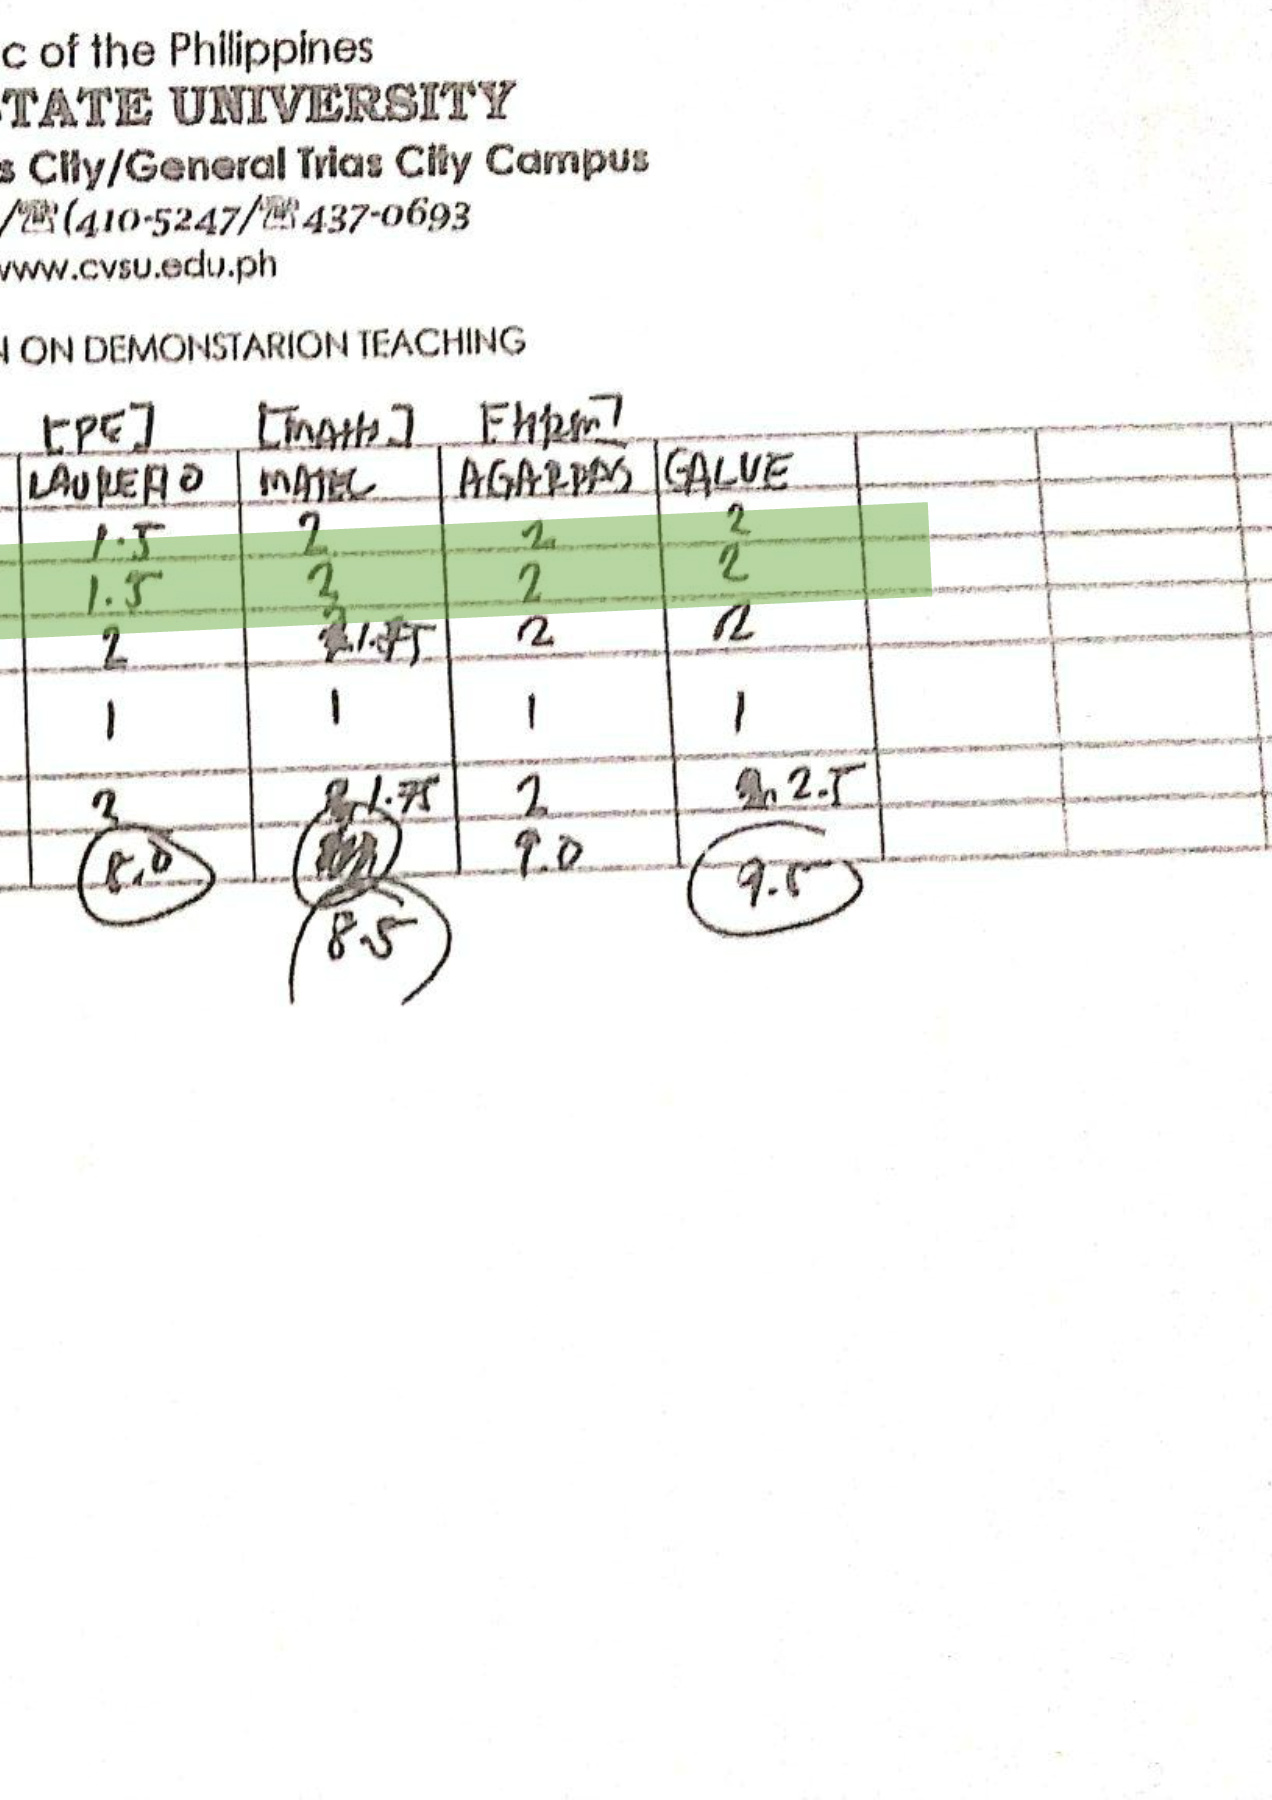 c of the Philippines
STATE UNIVERSITY
s City/General Trias City Campus
/☏(410-5247/☏437-0693
www.cvsu.edu.ph
N ON DEMONSTARION TEACHING
[PE] [MATH] [HRM]
LAURENO MATEL AGARPAS GALVE
1.5 2 2 2
1.5 2 2 2
2 1.75 2 2
1 1 1 1
2 1.75 2 2.5
8.0 9.0 9.5
8.5